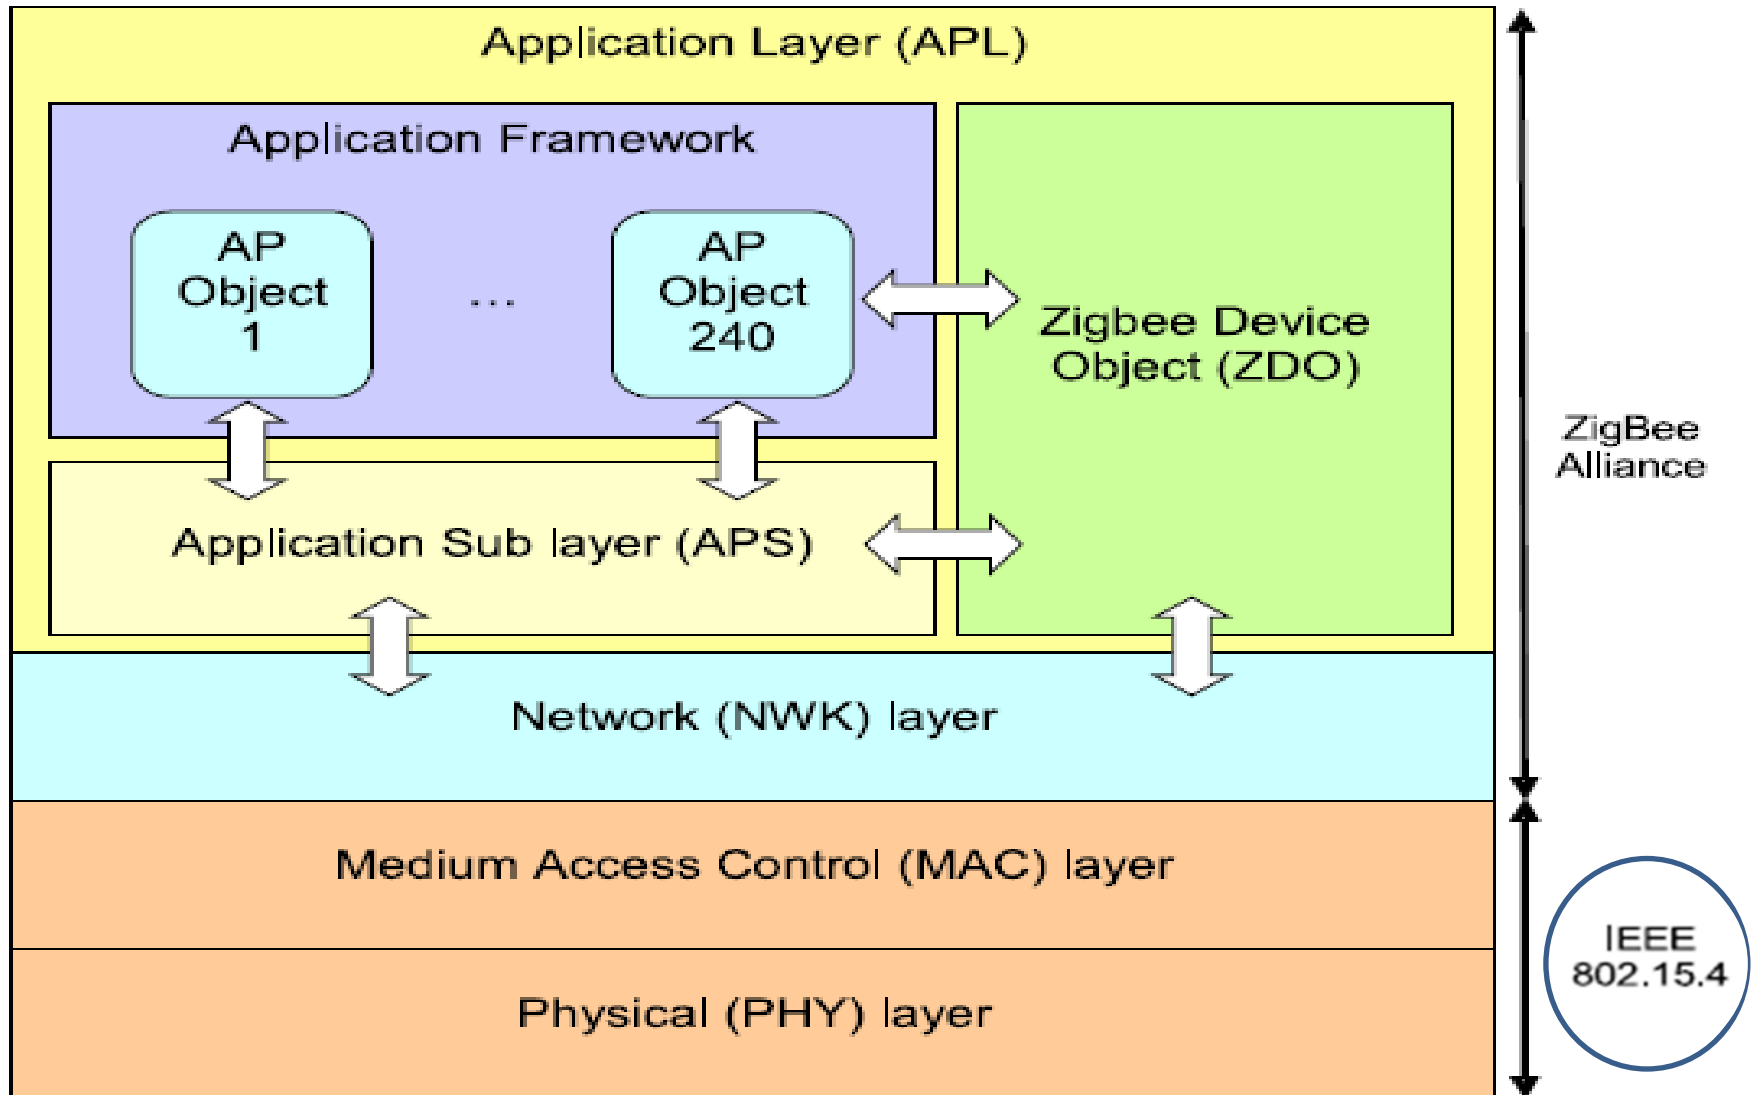 Application Layer (APL)
Application Framework
AP
Object
1
...
AP
Object
240
Zigbee Device
Object (ZDO)
Application Sub layer (APS)
Network (NWK) layer
Medium Access Control (MAC) layer
Physical (PHY) layer
ZigBee
Alliance
IEEE
802.15.4